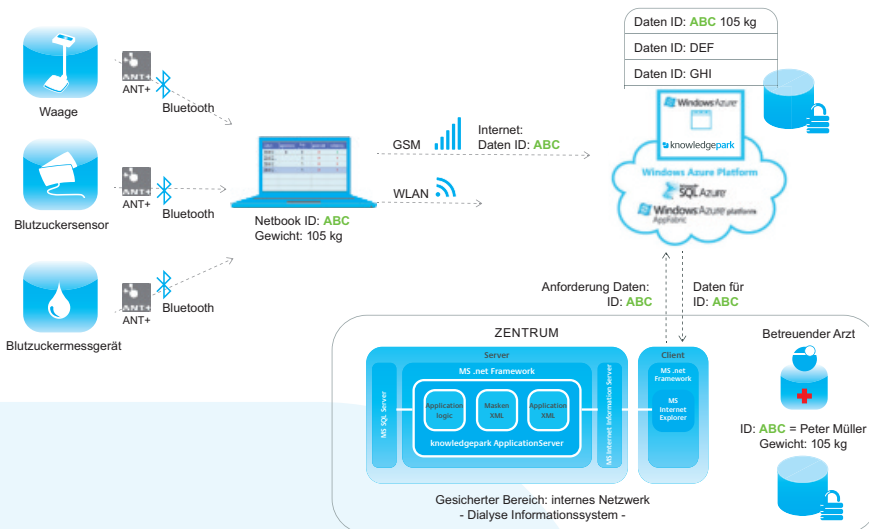 Waage
ANT+
ANT+
Bluetooth
Blutzuckersensor
ANT+
ANT+
Bluetooth
Blutzuckermessgerät
ANT+
ANT+
Bluetooth
Netbook ID: ABC
Gewicht: 105 kg
GSM
WLAN
Internet:
Daten ID: ABC
Daten ID: ABC 105 kg
Daten ID: DEF
Daten ID: GHI
Windows Azure
knowledgepark
Windows Azure Platform
SQL Azure
Windows Azure platform
AppFabric
Anforderung Daten:
ID: ABC
Daten für
ID: ABC
ZENTRUM
Server
MS SQL Server
MS .net Framework
Application
logic
Masken
XML
Application
XML
knowledgepark ApplicationServer
MS Internet Information Server
Client
MS .net
Framework
MS
Internet
Explorer
Betreuender Arzt
ID: ABC = Peter Müller
Gewicht: 105 kg
Gesicherter Bereich: internes Netzwerk
- Dialyse Informationssystem -